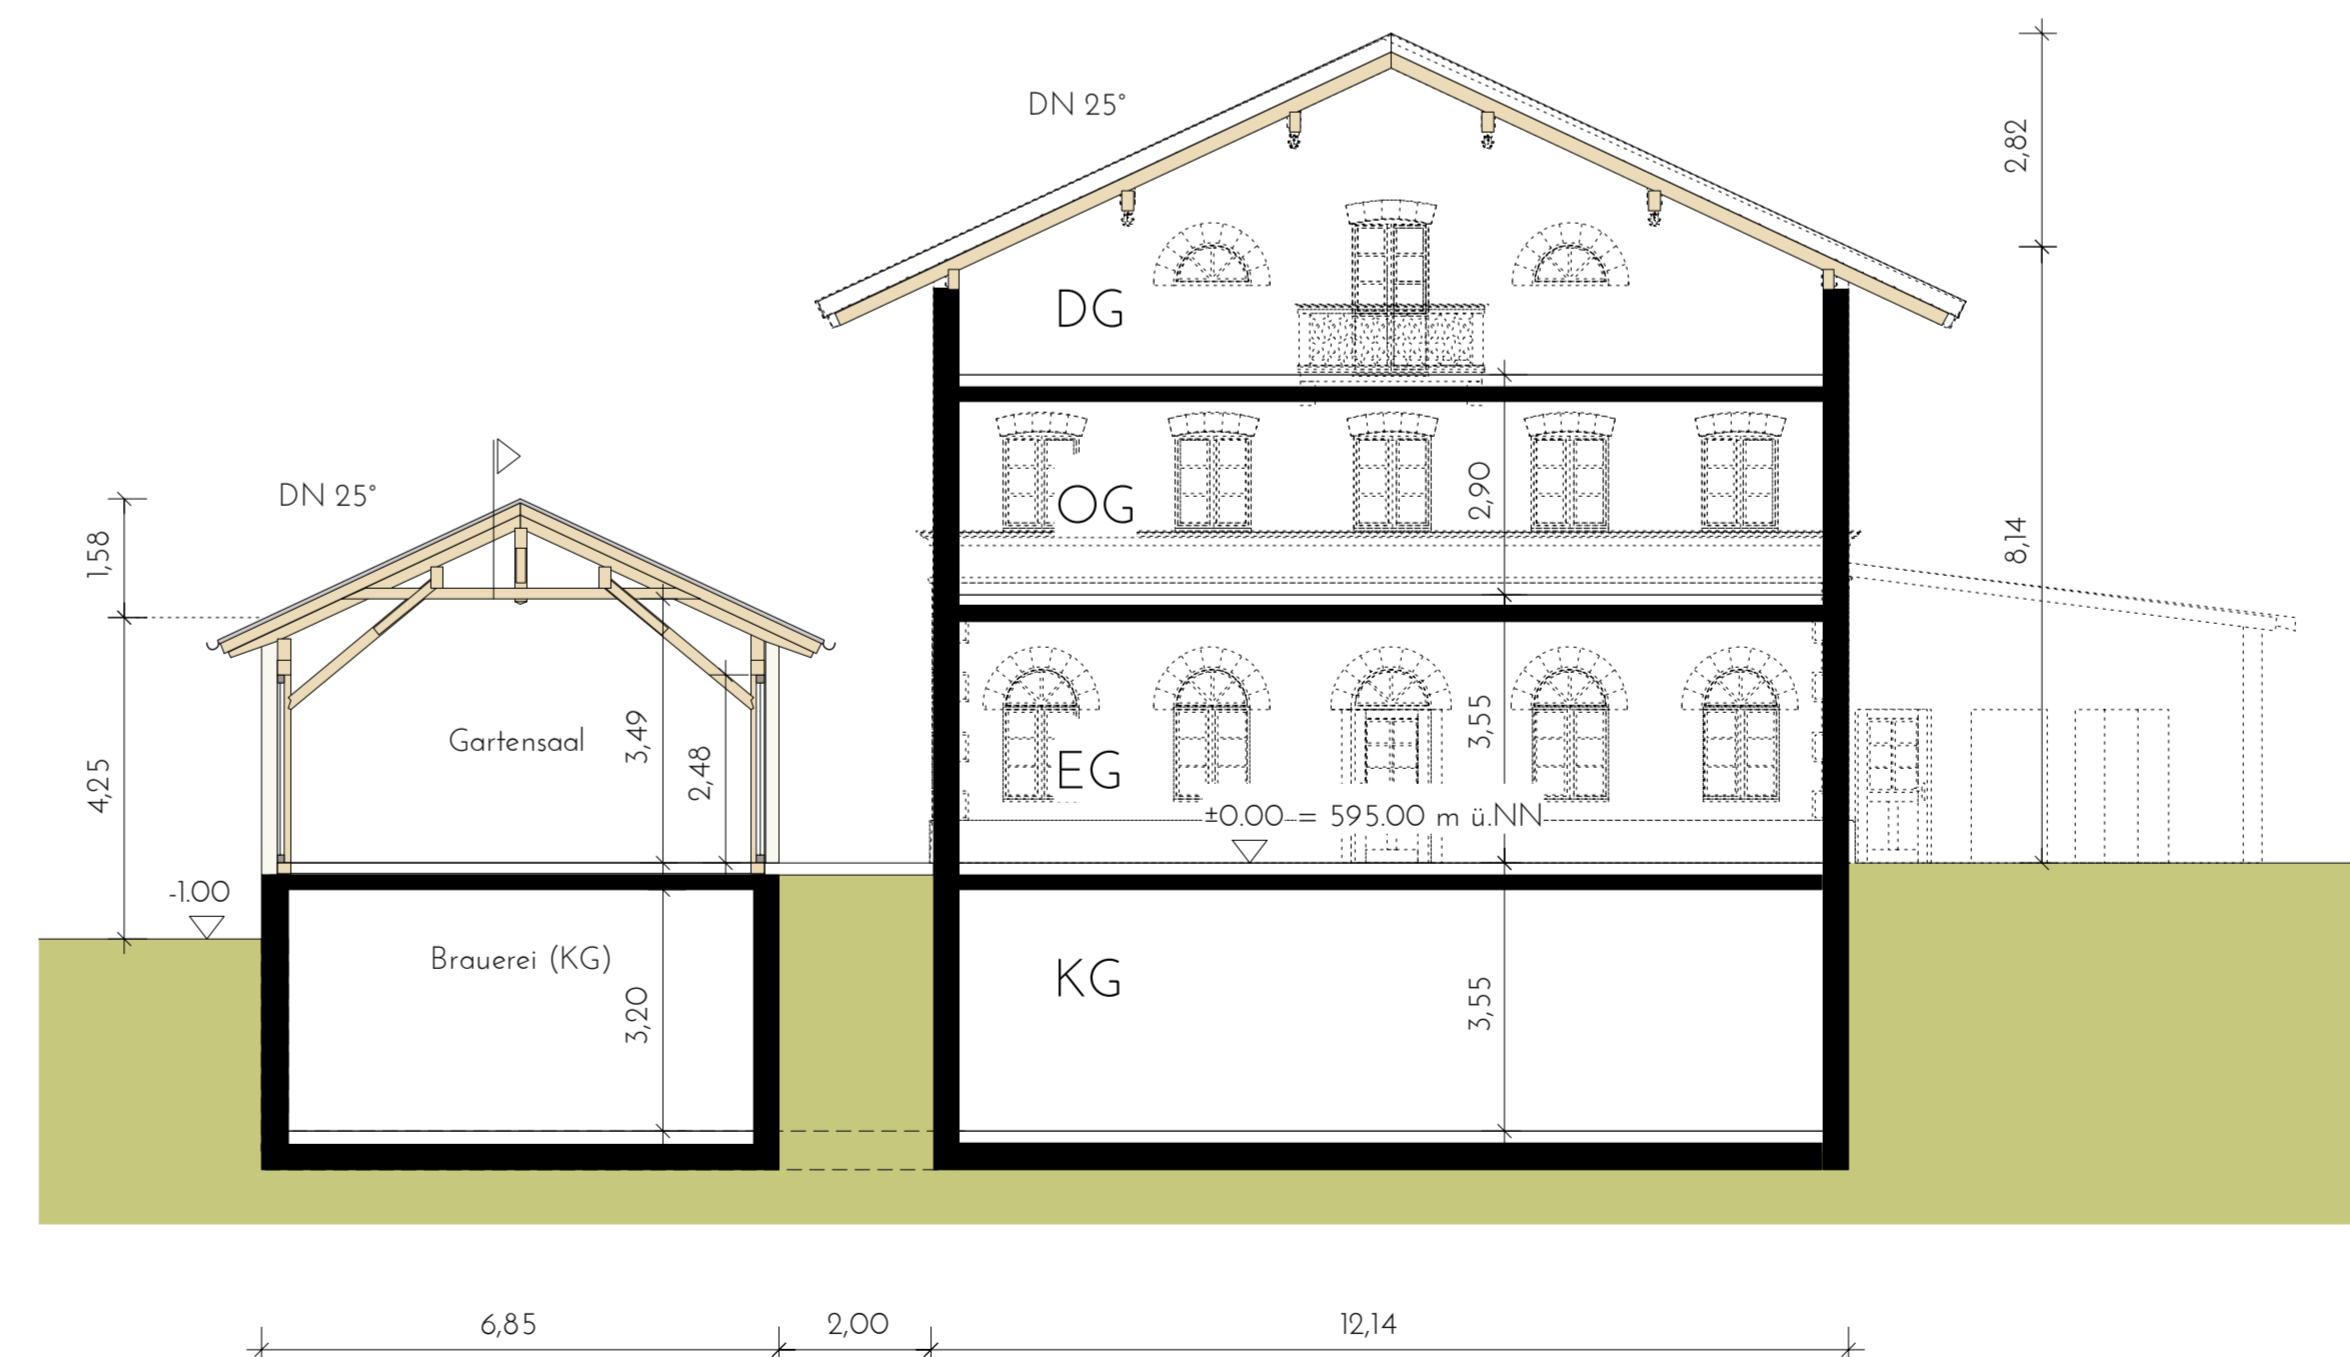 DN 25°
2,82
DG
DN 25°
1,58
OG
2,90
8,14
Gartensaal
3,49
2,48
4,25
EG
3,55
±0.00 = 595.00 m ü.NN
-1.00
Brauerei (KG)
3,20
KG
3,55
6,85
2,00
12,14